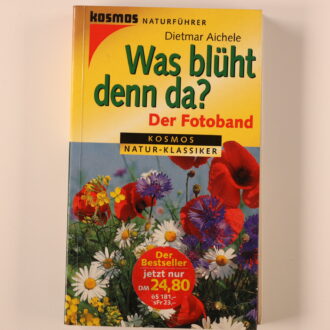 KOSMOS NATURFÜHRER
Dietmar Aichele
Was blüht
denn da?
Der Fotoband
KOSMOS
NATUR-KLASSIKER
Der
Bestseller
jetzt nur
DM 24,80
öS 181,-
sFr 23,-